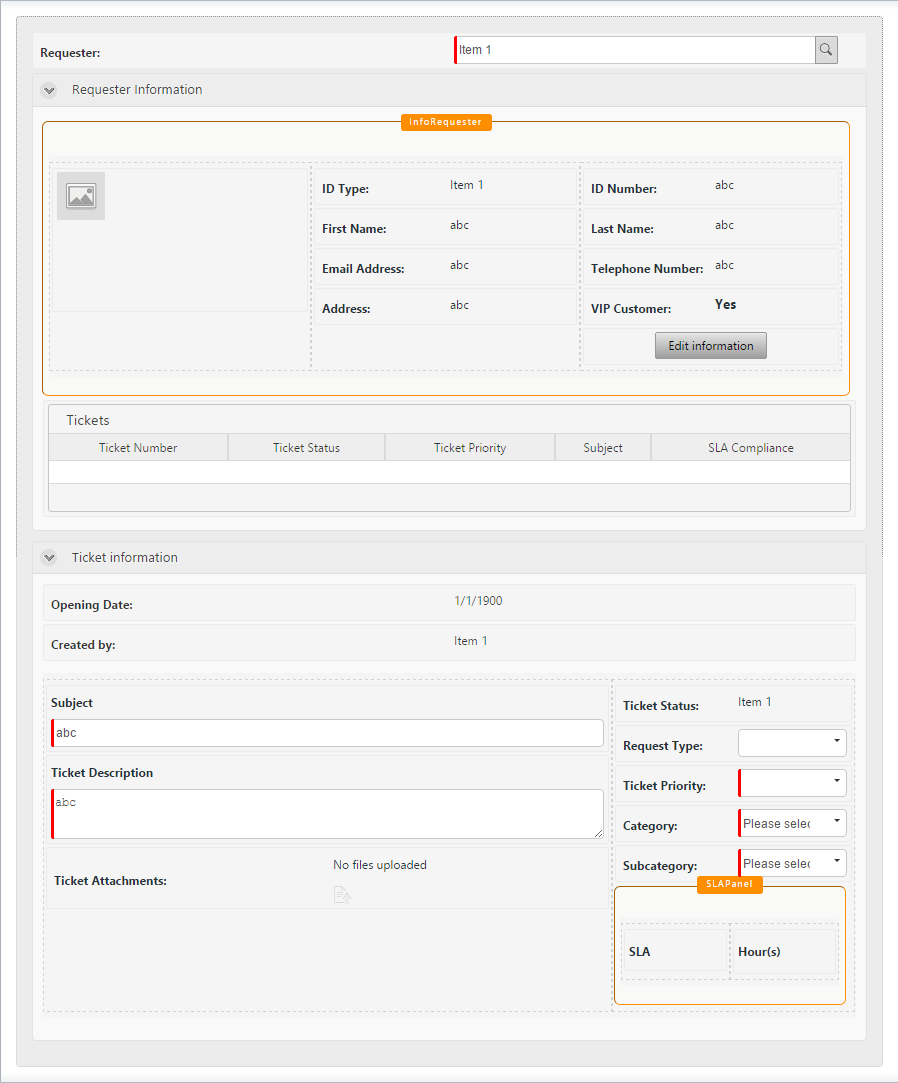 Requester: Item 1
Requester Information
InfoRequester
ID Type: Item 1 ID Number: abc
First Name: abc Last Name: abc
Email Address: abc Telephone Number: abc
Address: abc VIP Customer: Yes
Edit information
Tickets
Ticket Number Ticket Status Ticket Priority Subject SLA Compliance
Ticket information
Opening Date: 1/1/1900
Created by: Item 1
Subject
abc
Ticket Description
abc
Ticket Attachments: No files uploaded
Ticket Status: Item 1
Request Type:
Ticket Priority:
Category: Please selec
Subcategory: Please selec
SLAPanel
SLA Hour(s)